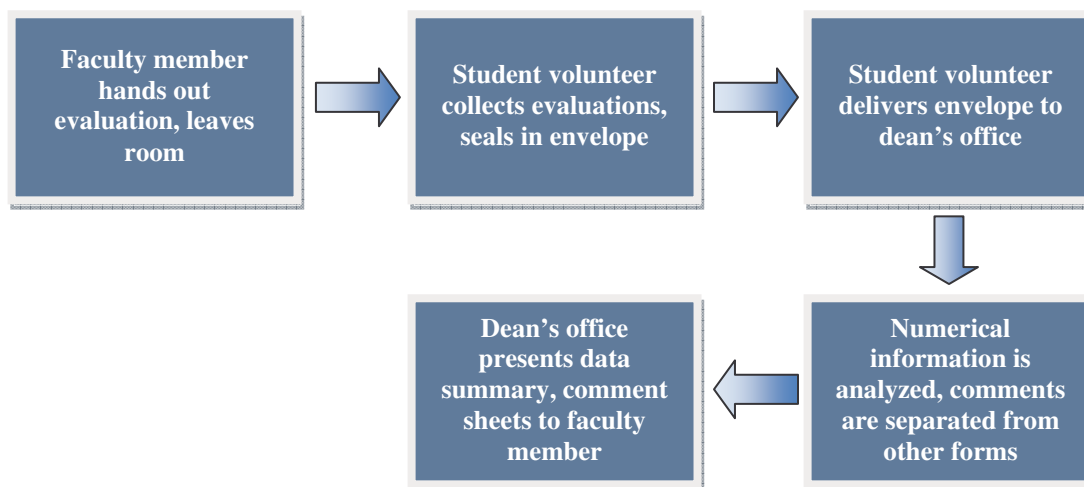 Faculty member
hands out
evaluation, leaves
room
Student volunteer
collects evaluations,
seals in envelope
Student volunteer
delivers envelope to
dean’s office
Numerical
information is
analyzed, comments
are separated from
other forms
Dean’s office
presents data
summary, comment
sheets to faculty
member